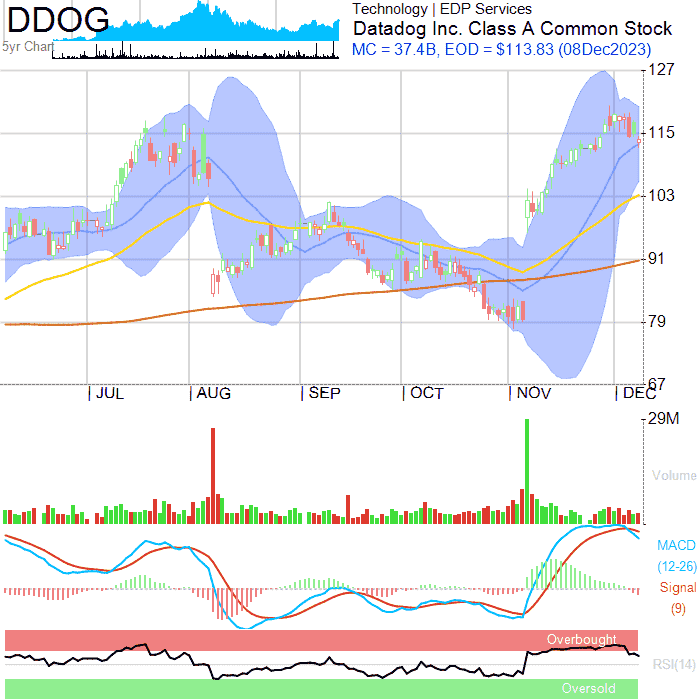 DDOG
5yr Chart
Technology | EDP Services
Datadog Inc. Class A Common Stock
MC = 37.4B, EOD = $113.83 (08Dec2023)
127
115
103
91
79
67
JUL AUG SEP OCT NOV DEC
29M
Volume
MACD
(12-26)
Signal
(9)
Overbought
RSI(14)
Oversold